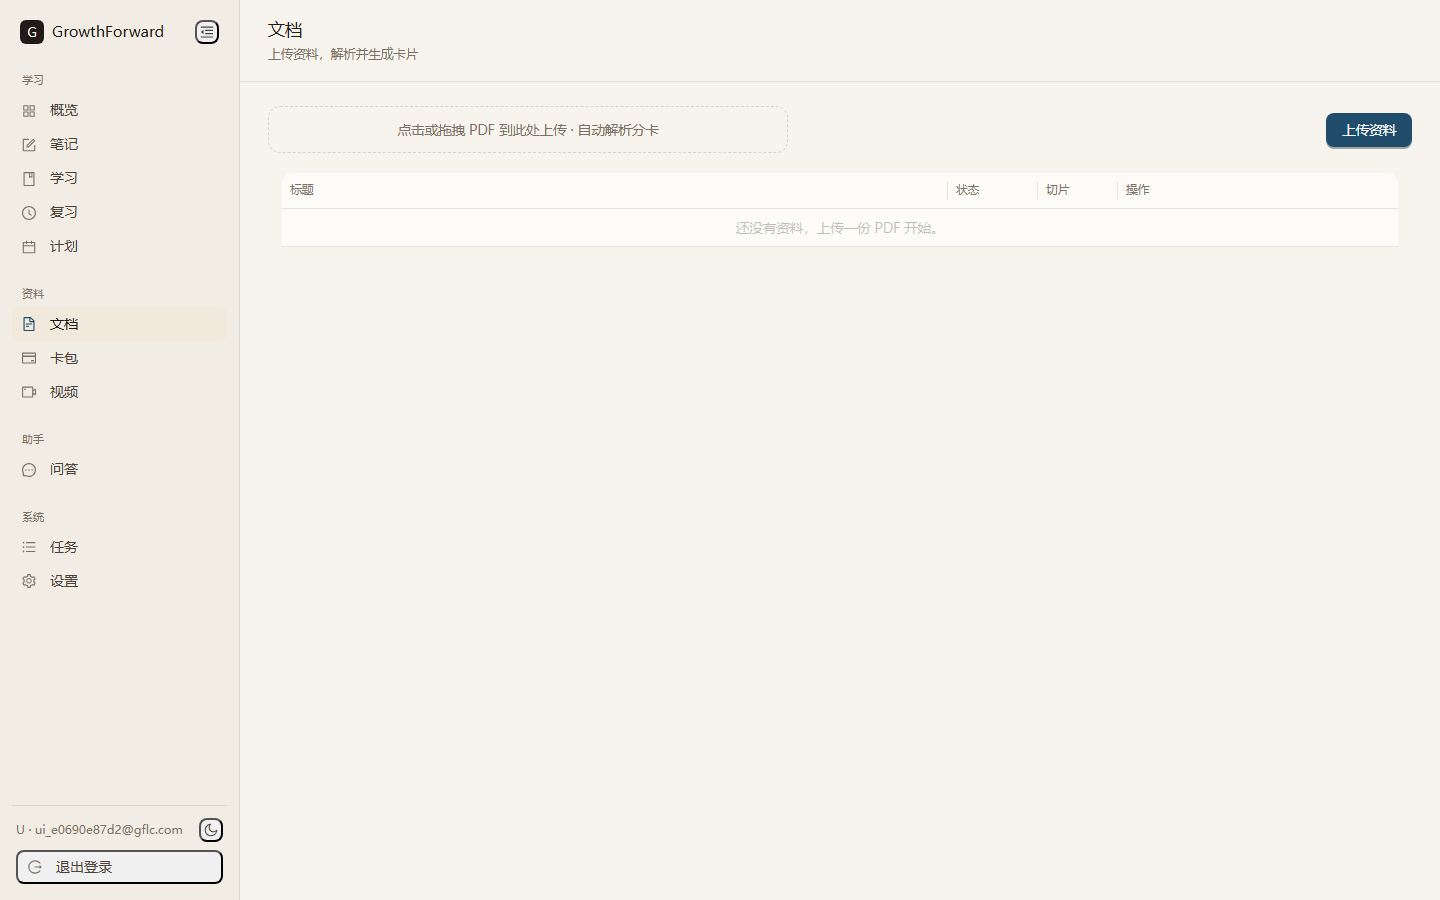 G GrowthForward
学习
概览
笔记
学习
复习
计划
资料
文档
卡包
视频
助手
问答
系统
任务
设置
U · ui_e0690e87d2@gflc.com
退出登录
文档
上传资料，解析并生成卡片
点击或拖拽 PDF 到此处上传 · 自动解析分卡
上传资料
标题 状态 切片 操作
还没有资料，上传一份 PDF 开始。